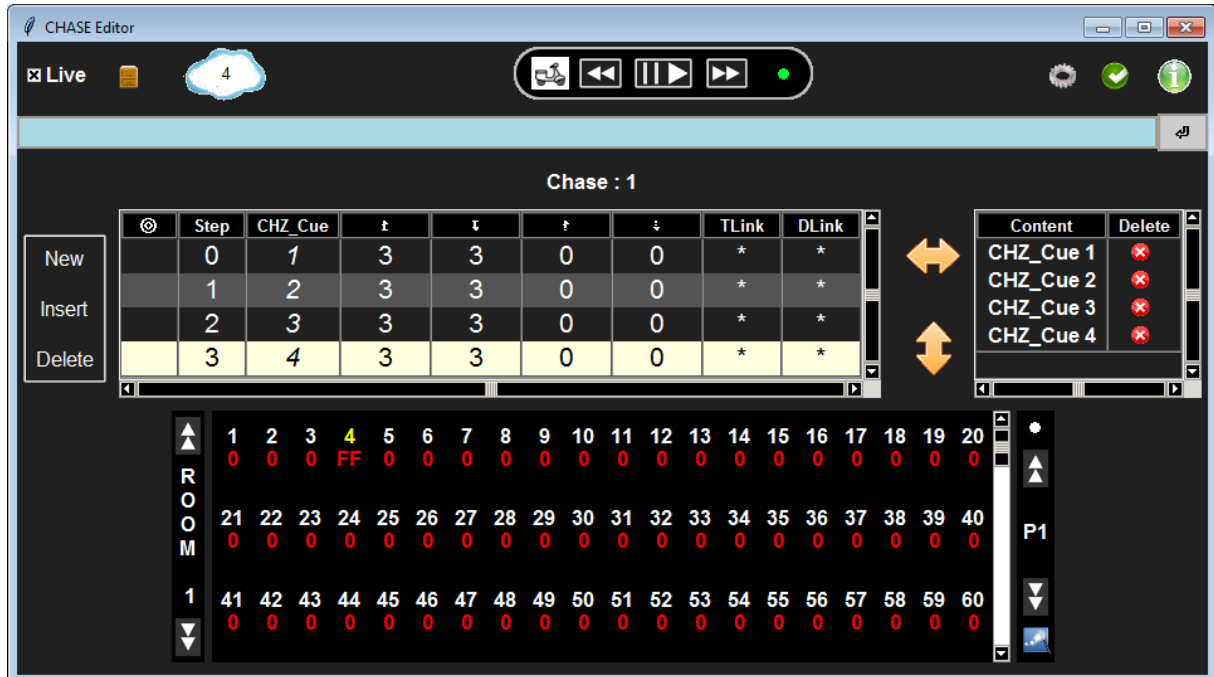 CHASE Editor
Live 4
Chase : 1
Step CHZ_Cue TLink DLink
0 1 3 3 0 0 * *
1 2 3 3 0 0 * *
2 3 3 3 0 0 * *
3 4 3 3 0 0 * *
New
Insert
Delete
Content Delete
CHZ_Cue 1
CHZ_Cue 2
CHZ_Cue 3
CHZ_Cue 4
ROOM 1
1 2 3 4 5 6 7 8 9 10 11 12 13 14 15 16 17 18 19 20
0 0 0 FF 0 0 0 0 0 0 0 0 0 0 0 0 0 0 0 0
21 22 23 24 25 26 27 28 29 30 31 32 33 34 35 36 37 38 39 40
0 0 0 0 0 0 0 0 0 0 0 0 0 0 0 0 0 0 0 0
41 42 43 44 45 46 47 48 49 50 51 52 53 54 55 56 57 58 59 60
0 0 0 0 0 0 0 0 0 0 0 0 0 0 0 0 0 0 0 0
P1